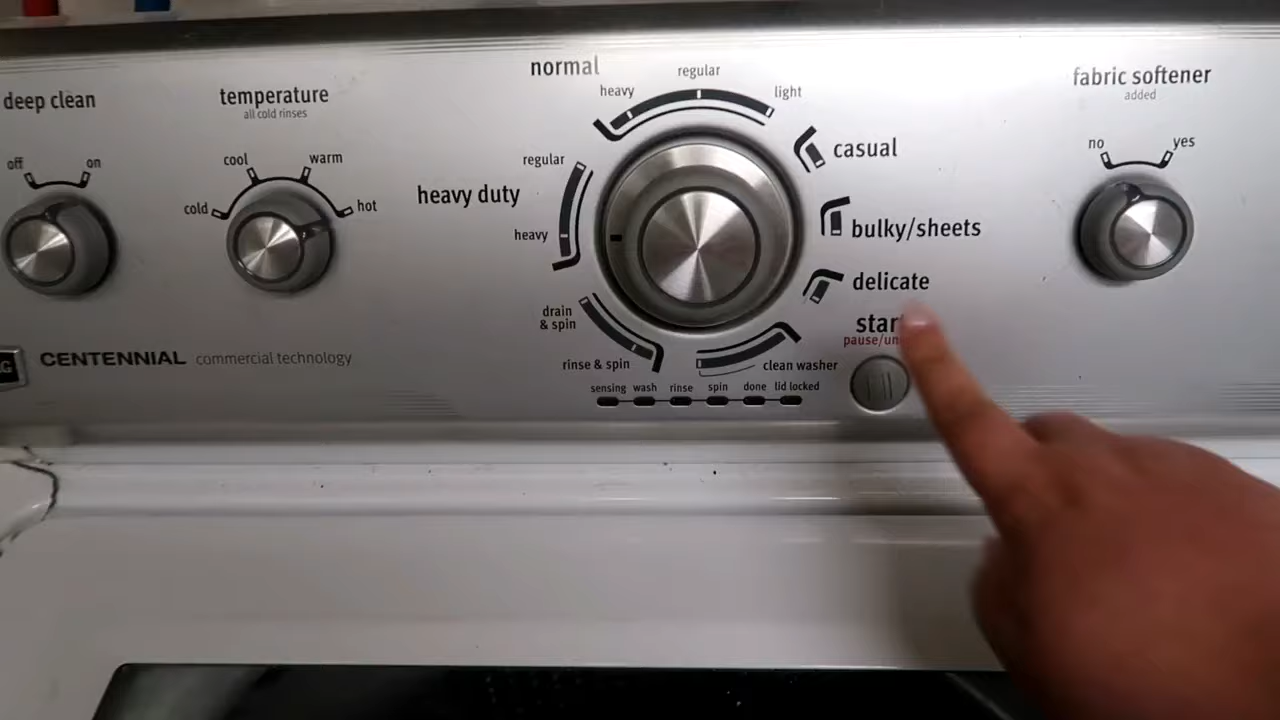 deep clean
off on
temperature
all cold rinses
cold cool warm hot
normal
heavy regular light
heavy duty
regular
heavy
casual
bulky/sheets
delicate
drain
& spin
rinse & spin
clean washer
sensing wash rinse spin done lid locked
fabric softener
added
no yes
CENTENNIAL commercial technology
pause/